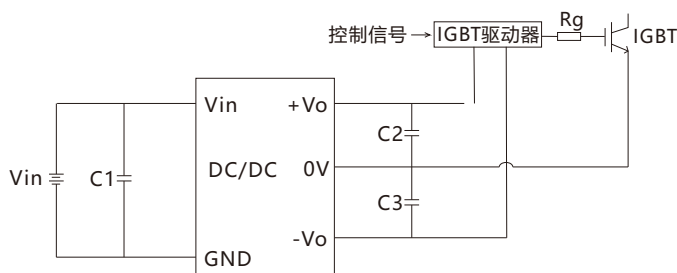 控制信号
IGBT驱动器
Rg
IGBT
Vin
+Vo
C2
Vin
C1
DC/DC
0V
C3
-Vo
GND